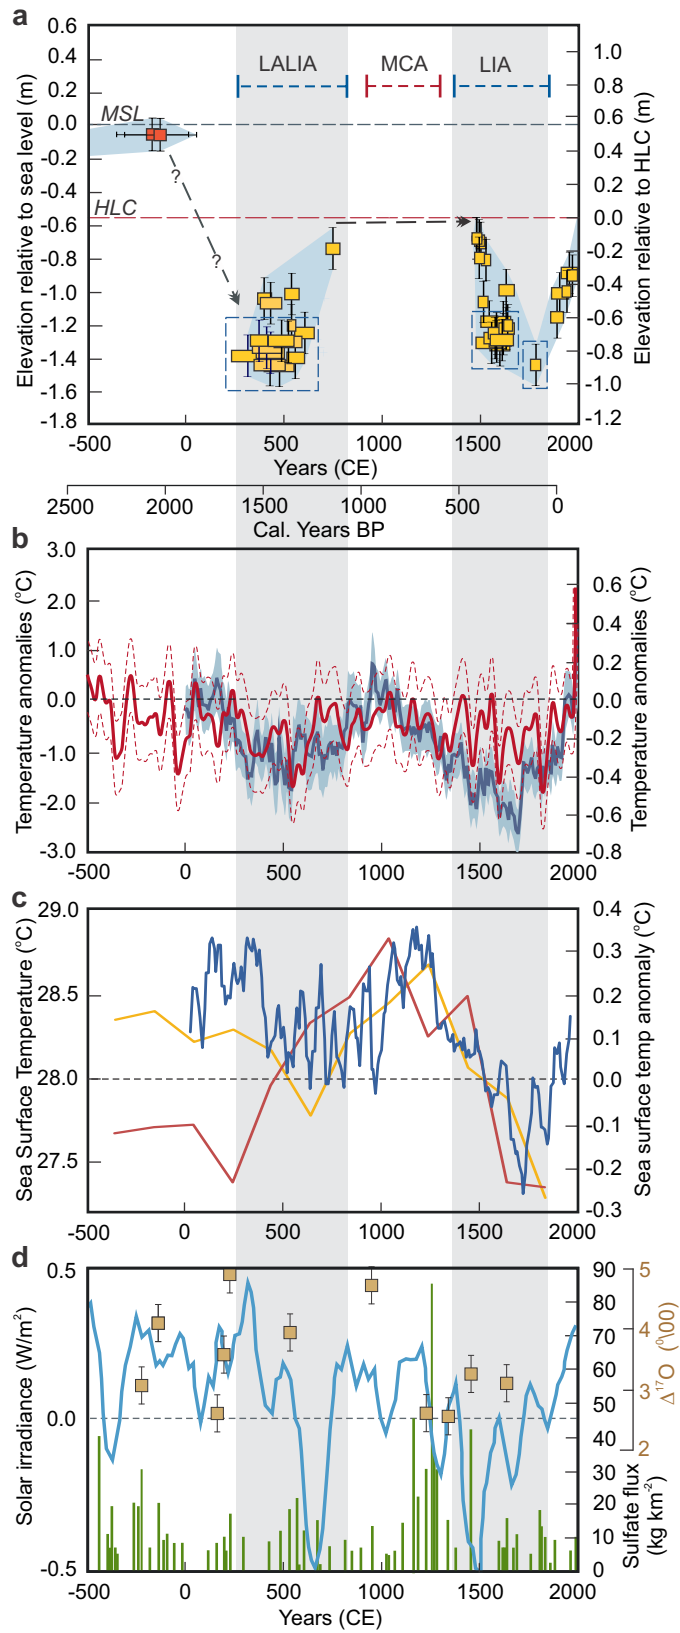 a
0.6
0.4
0.2
0.0
-0.2
-0.4
-0.6
-0.8
-1.0
-1.2
-1.4
-1.6
-1.8
Elevation relative to sea level (m)
LALIA
MCA
LIA
MSL
HLC
?
?
1.0
0.8
0.6
0.4
0.2
0.0
-0.2
-0.4
-0.6
-0.8
-1.0
-1.2
Elevation relative to HLC (m)
-500 0 500 1000 1500 2000
Years (CE)
2500 2000 1500 1000 500 0
Cal. Years BP
b
3.0
2.0
1.0
0.0
-1.0
-2.0
-3.0
Temperature anomalies (°C)
0.6
0.4
0.2
0.0
-0.2
-0.4
-0.6
-0.8
Temperature anomalies (°C)
-500 0 500 1000 1500 2000
c
29.0
28.5
28.0
27.5
Sea Surface Temperature (°C)
0.4
0.3
0.2
0.1
0.0
-0.1
-0.2
-0.3
Sea surface temp anomaly (°C)
-500 0 500 1000 1500 2000
d
0.5
0.0
-0.5
Solar irradiance (W/m²)
90
80
70
60
50
40
30
20
10
0
Sulfate flux
(kg km⁻²)
5
4
3
2
Δ¹⁷O (⁰\00)
-500 0 500 1000 1500 2000
Years (CE)